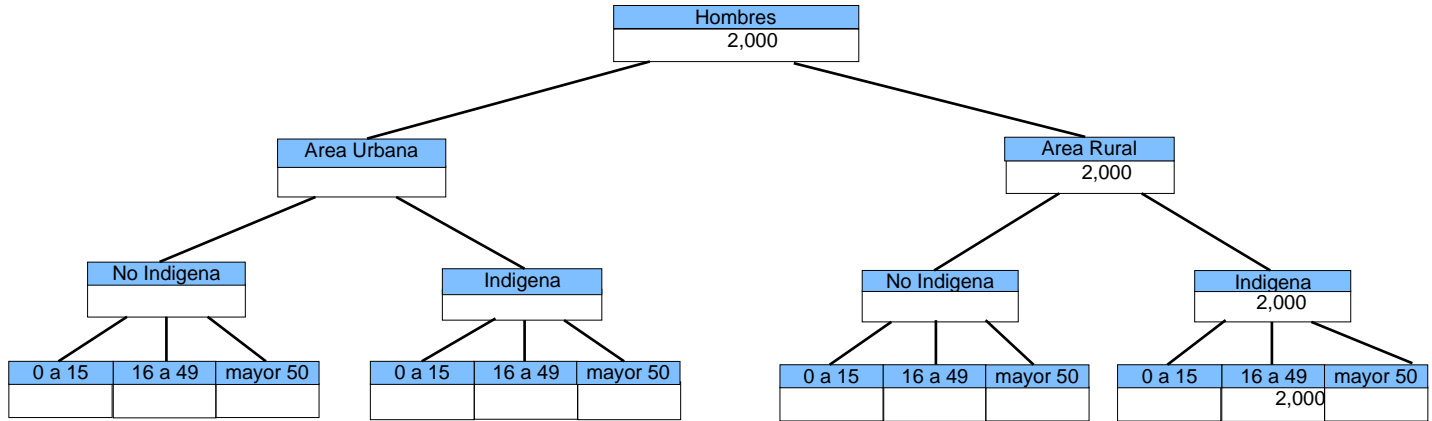 Hombres
2,000
Area Urbana
Area Rural
2,000
No Indigena
Indigena
No Indigena
Indigena
2,000
0 a 15 16 a 49 mayor 50
0 a 15 16 a 49 mayor 50
0 a 15 16 a 49 mayor 50
0 a 15 16 a 49 mayor 50
2,000